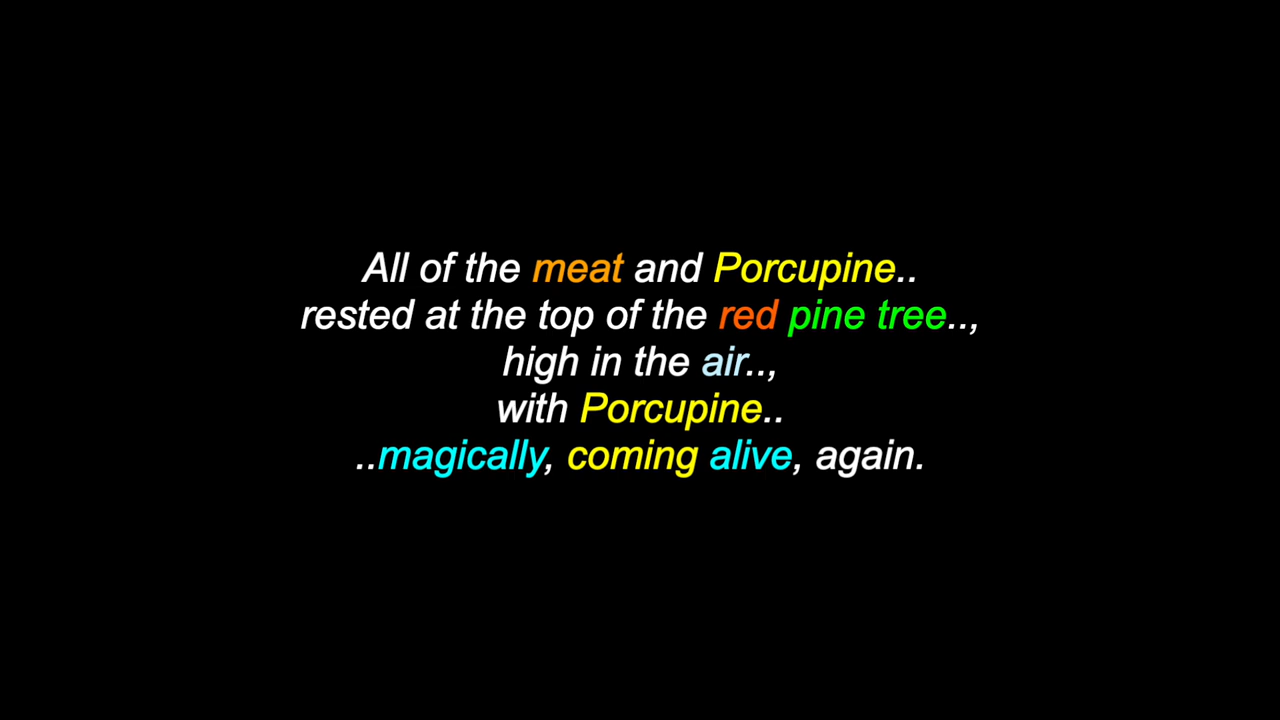 All of the meat and Porcupine..
rested at the top of the red pine tree..,
high in the air..,
with Porcupine..
..magically, coming alive, again.